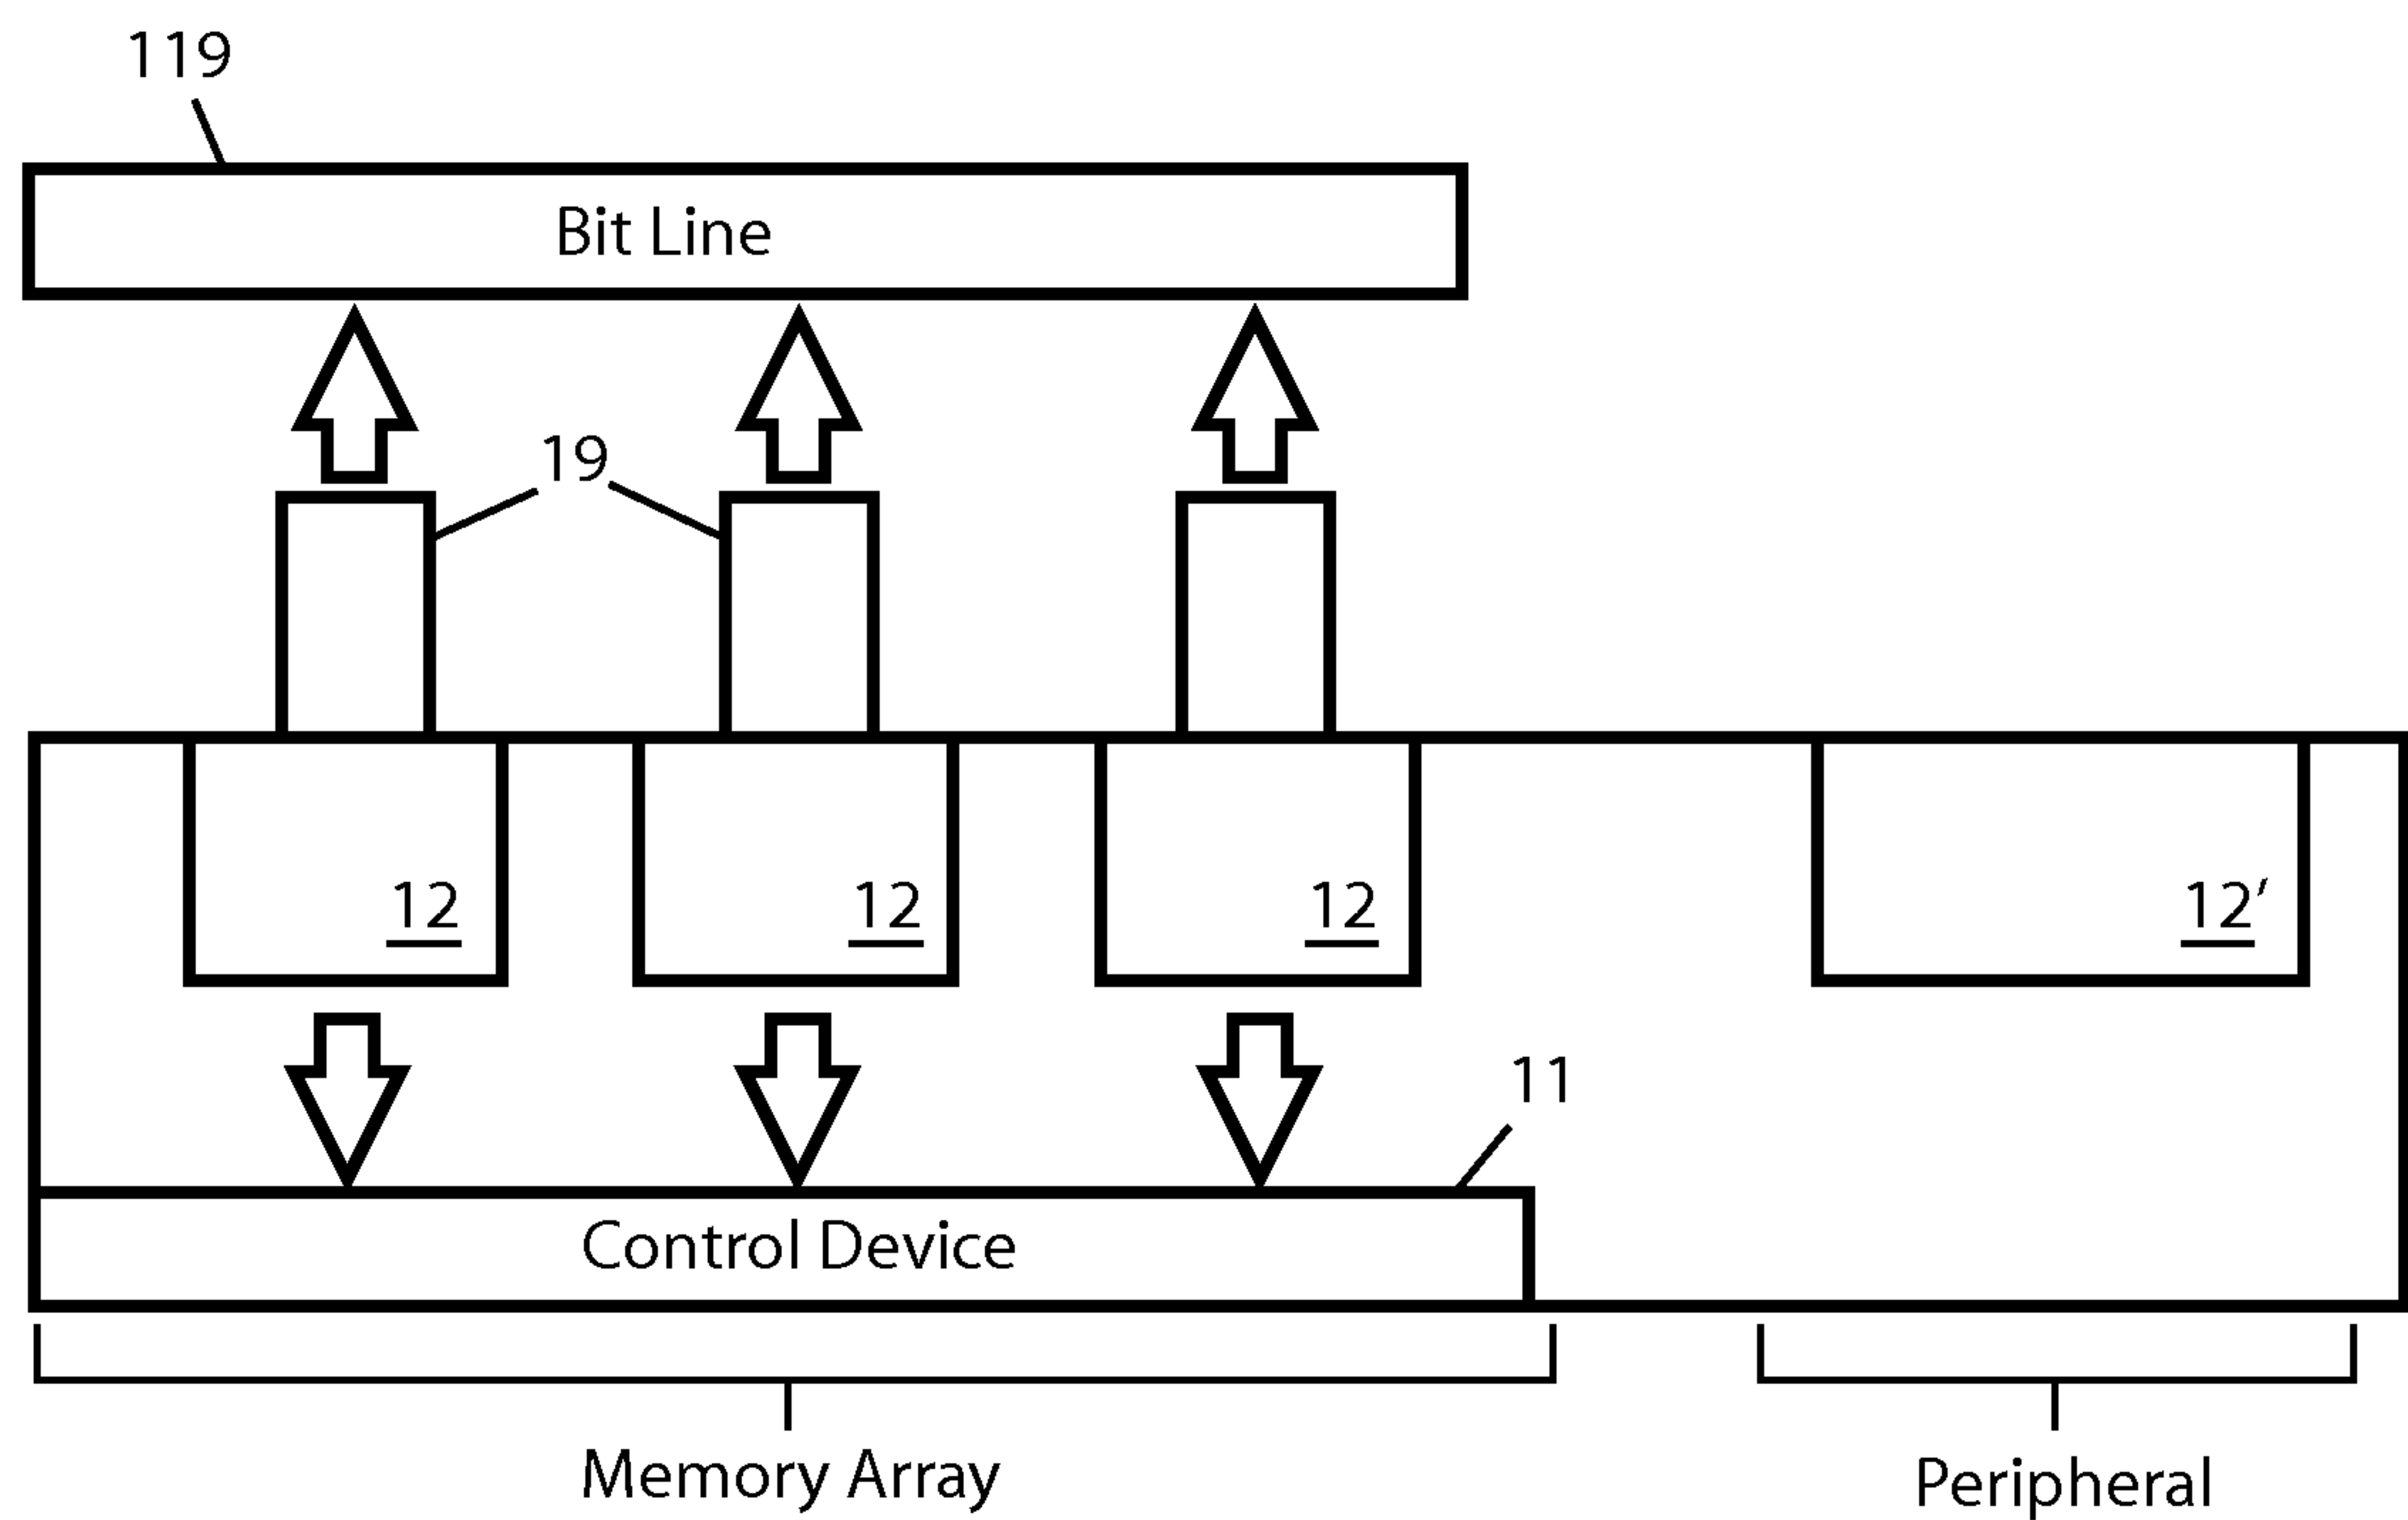 119
Bit Line
19
12
12
12
12′
11
Control Device
Memory Array
Peripheral